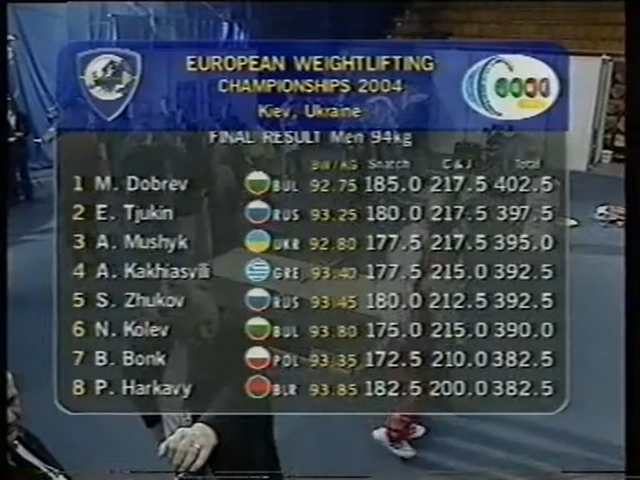 EUROPEAN WEIGHTLIFTING
CHAMPIONSHIPS 2004
Kiev, Ukraine
FINAL RESULT Men 94kg
BW/KG Snatch C&J Total
1 M. Dobrev BUL 92.75 185.0 217.5 402.5
2 E. Tjukin RUS 93.25 180.0 217.5 397.5
3 A. Mushyk UKR 92.80 177.5 217.5 395.0
4 A. Kakhiasvili GRE 93.40 177.5 215.0 392.5
5 S. Zhukov RUS 93.45 180.0 212.5 392.5
6 N. Kolev BUL 93.80 175.0 215.0 390.0
7 B. Bonk POL 93.35 172.5 210.0 382.5
8 P. Harkavy BLR 93.85 182.5 200.0 382.5